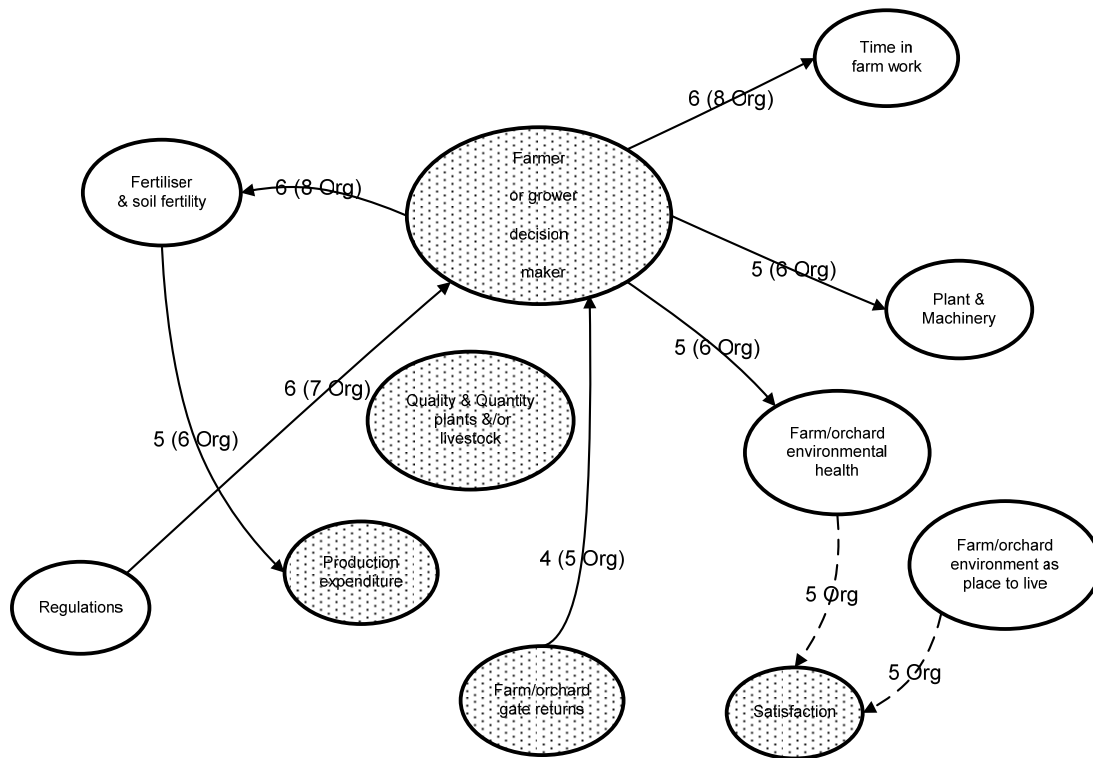 Time in
farm work
6 (8 Org)
Farmer
or grower
decision
maker
Fertiliser
& soil fertility
6 (8 Org)
5 (6 Org)
Plant &
Machinery
5 (6 Org)
6 (7 Org)
Quality & Quantity
plants &/or
livestock
Farm/orchard
environmental
health
5 (6 Org)
Production
expenditure
4 (5 Org)
Farm/orchard
environment as
place to live
Regulations
5 Org
5 Org
Farm/orchard
gate returns
Satisfaction